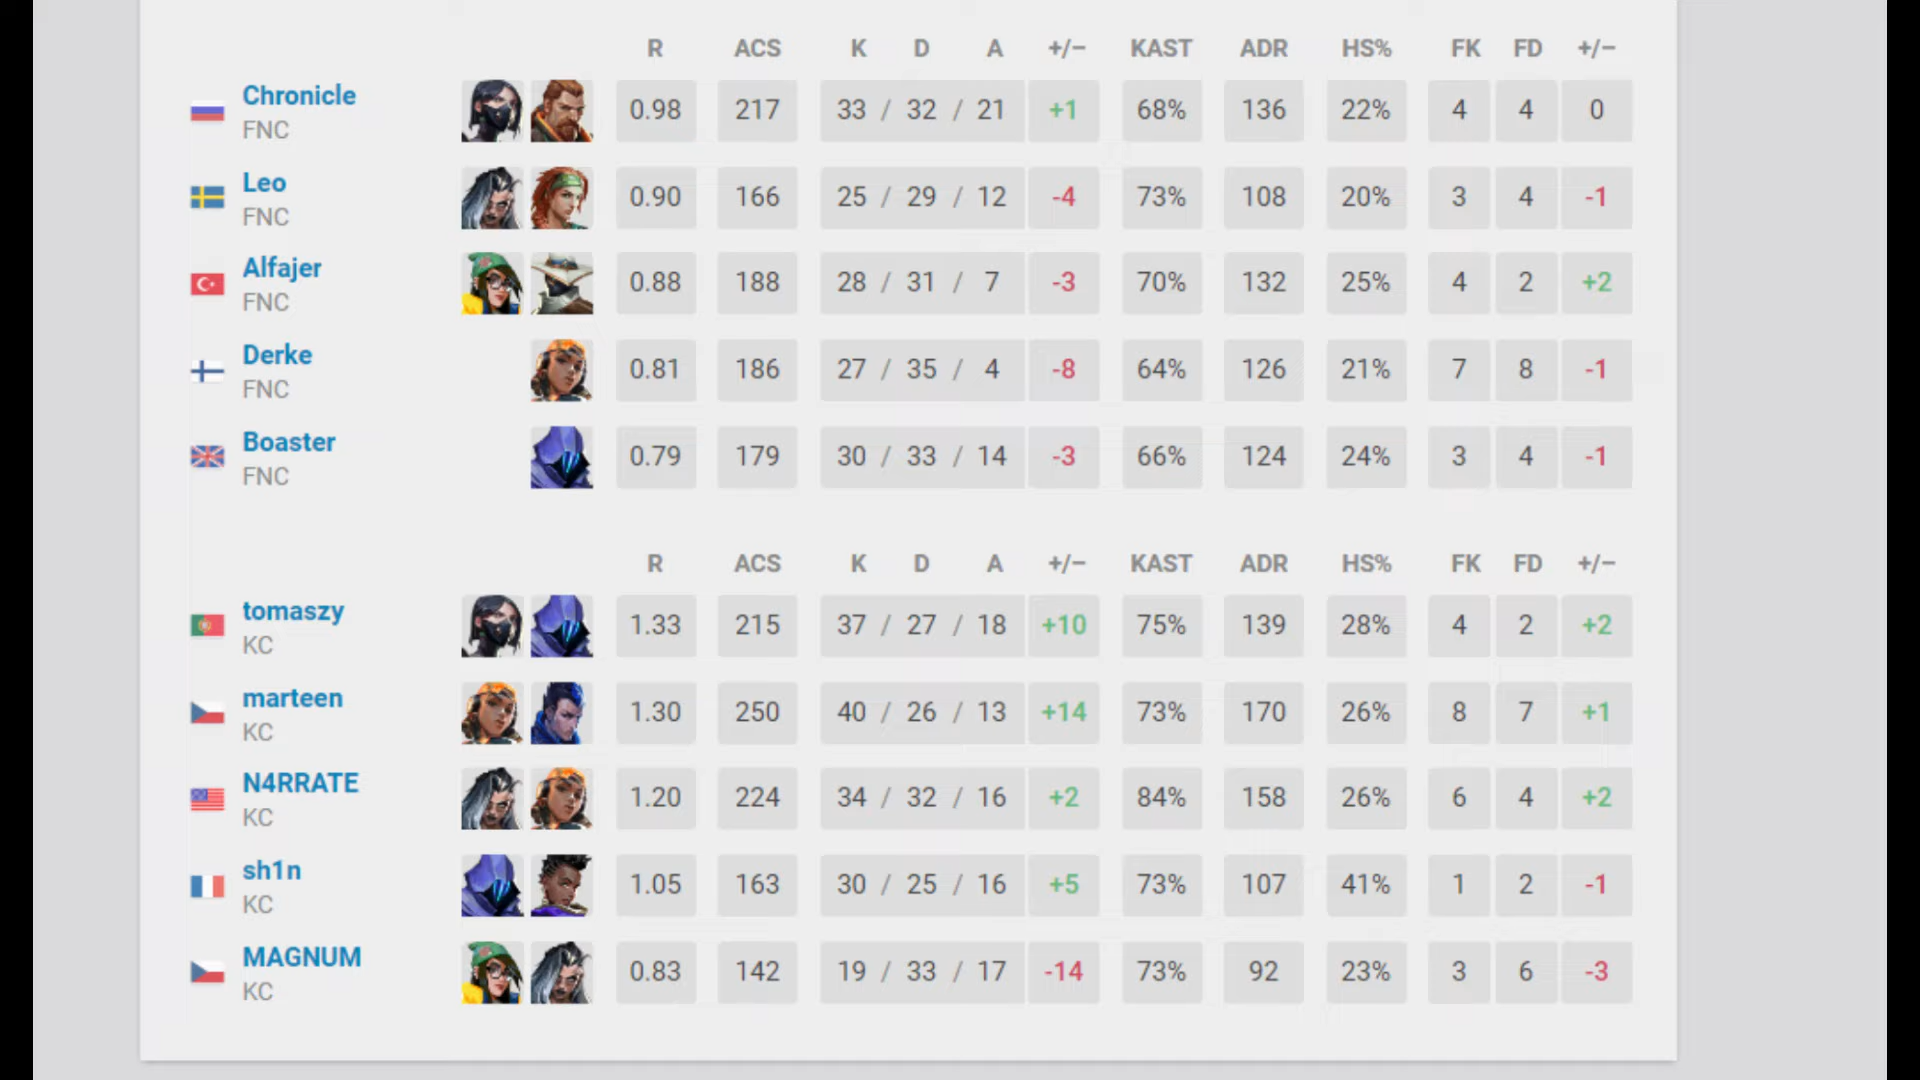 R ACS K D A +/– KAST ADR HS% FK FD +/–
Chronicle 0.98 217 33 / 32 / 21 +1 68% 136 22% 4 4 0
FNC
Leo 0.90 166 25 / 29 / 12 -4 73% 108 20% 3 4 -1
FNC
Alfajer 0.88 188 28 / 31 / 7 -3 70% 132 25% 4 2 +2
FNC
Derke 0.81 186 27 / 35 / 4 -8 64% 126 21% 7 8 -1
FNC
Boaster 0.79 179 30 / 33 / 14 -3 66% 124 24% 3 4 -1
FNC
R ACS K D A +/– KAST ADR HS% FK FD +/–
tomaszy 1.33 215 37 / 27 / 18 +10 75% 139 28% 4 2 +2
KC
marteen 1.30 250 40 / 26 / 13 +14 73% 170 26% 8 7 +1
KC
N4RRATE 1.20 224 34 / 32 / 16 +2 84% 158 26% 6 4 +2
KC
sh1n 1.05 163 30 / 25 / 16 +5 73% 107 41% 1 2 -1
KC
MAGNUM 0.83 142 19 / 33 / 17 -14 73% 92 23% 3 6 -3
KC